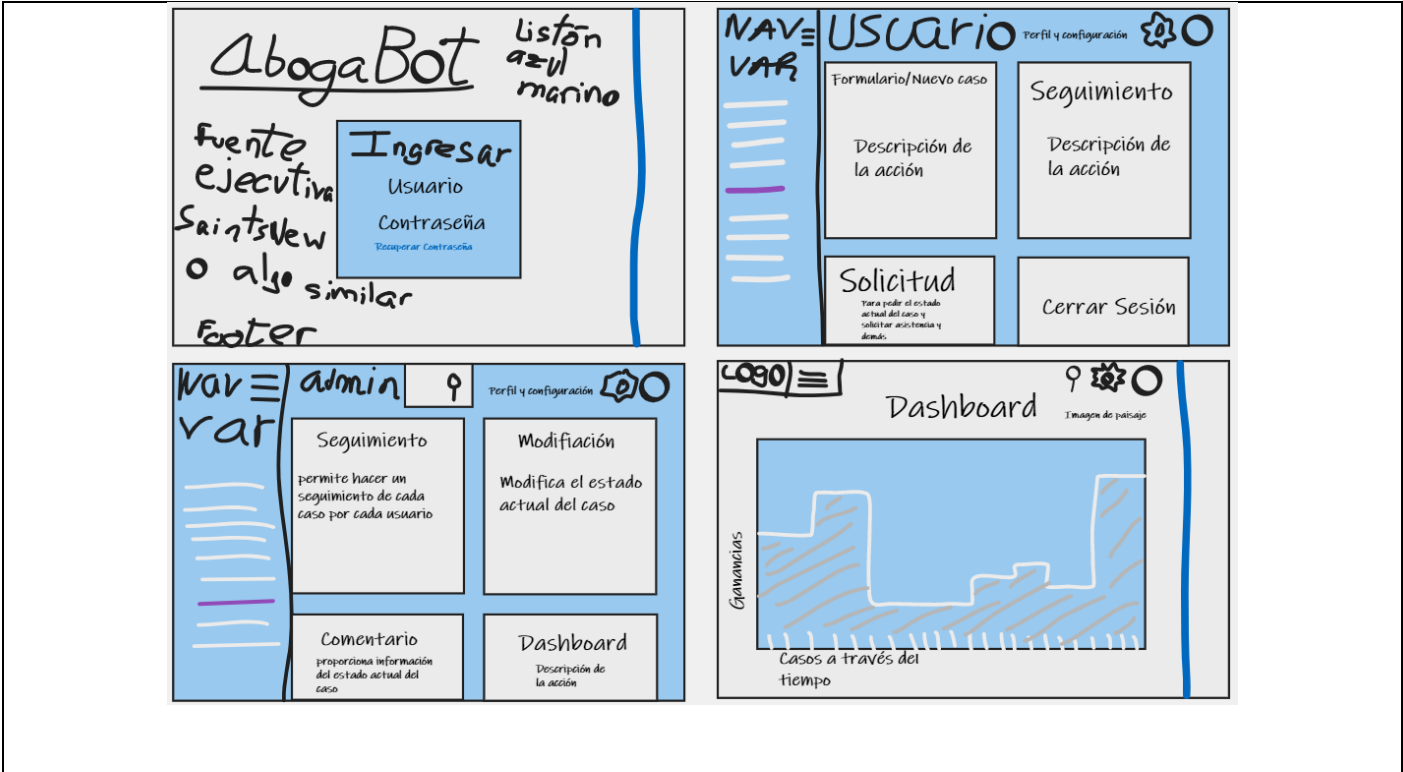 AbogaBot
Listón
azul
marino
Fuente
ejecutiva
SaintsNew
o algo
similar
Footer
Ingresar
Usuario
Contraseña
Recuperar Contraseña
NAV
VAR
Usuario
Perfil y configuración
Formulario/Nuevo caso
Descripción de
la acción
Seguimiento
Descripción de
la acción
Solicitud
Para pedir el estado
actual del caso y
solicitar asistencia y
demás
Cerrar Sesión
Nav
var
admin
Perfil y configuración
Seguimiento
permite hacer un
seguimiento de cada
caso por cada usuario
Modifiación
Modifica el estado
actual del caso
Comentario
proporciona información
del estado actual del
caso
Dashboard
Descripción de
la acción
LOGO
Dashboard
Imagen de paisaje
Ganancias
Casos a través del
tiempo